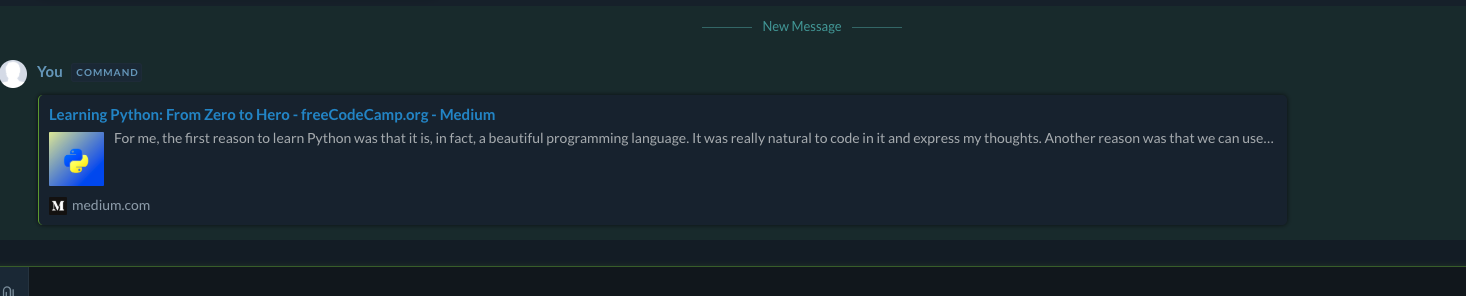 New Message
You COMMAND
Learning Python: From Zero to Hero - freeCodeCamp.org - Medium
For me, the first reason to learn Python was that it is, in fact, a beautiful programming language. It was really natural to code in it and express my thoughts. Another reason was that we can use...
M medium.com